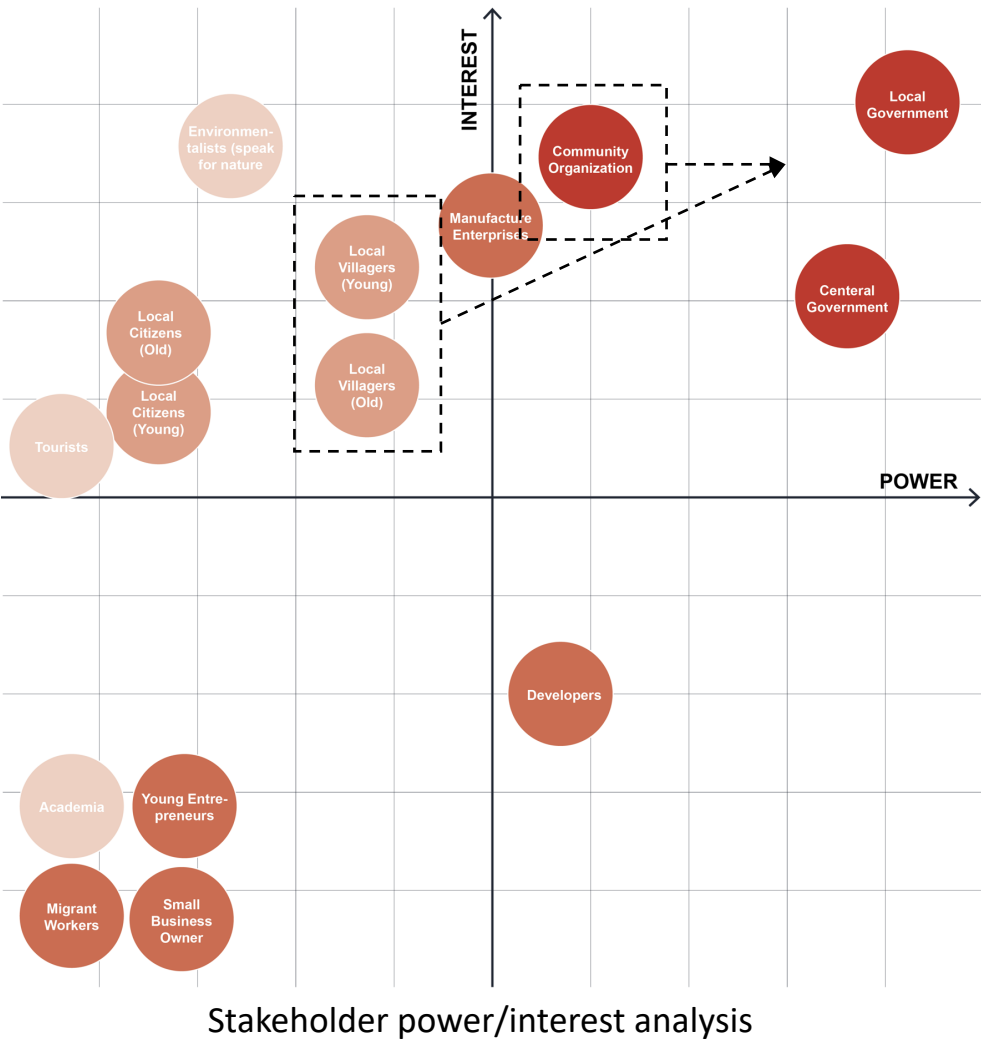 INTEREST
Local
Government
Environmen-
talists (speak
for nature
Community
Organization
Manufacture
Enterprises
Local
Villagers
(Young)
Centeral
Government
Local
Citizens
(Old)
Local
Villagers
(Old)
Local
Citizens
(Young)
Tourists
POWER
Developers
Academia
Young Entre-
preneurs
Migrant
Workers
Small
Business
Owner
Stakeholder power/interest analysis